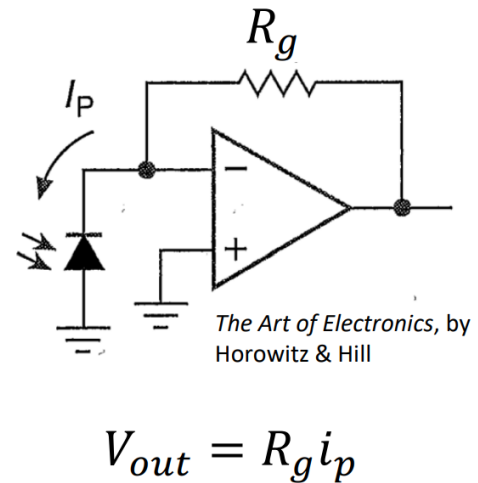 R_g
I_P
−
+
The Art of Electronics, by
Horowitz & Hill
V_out = R_g i_p